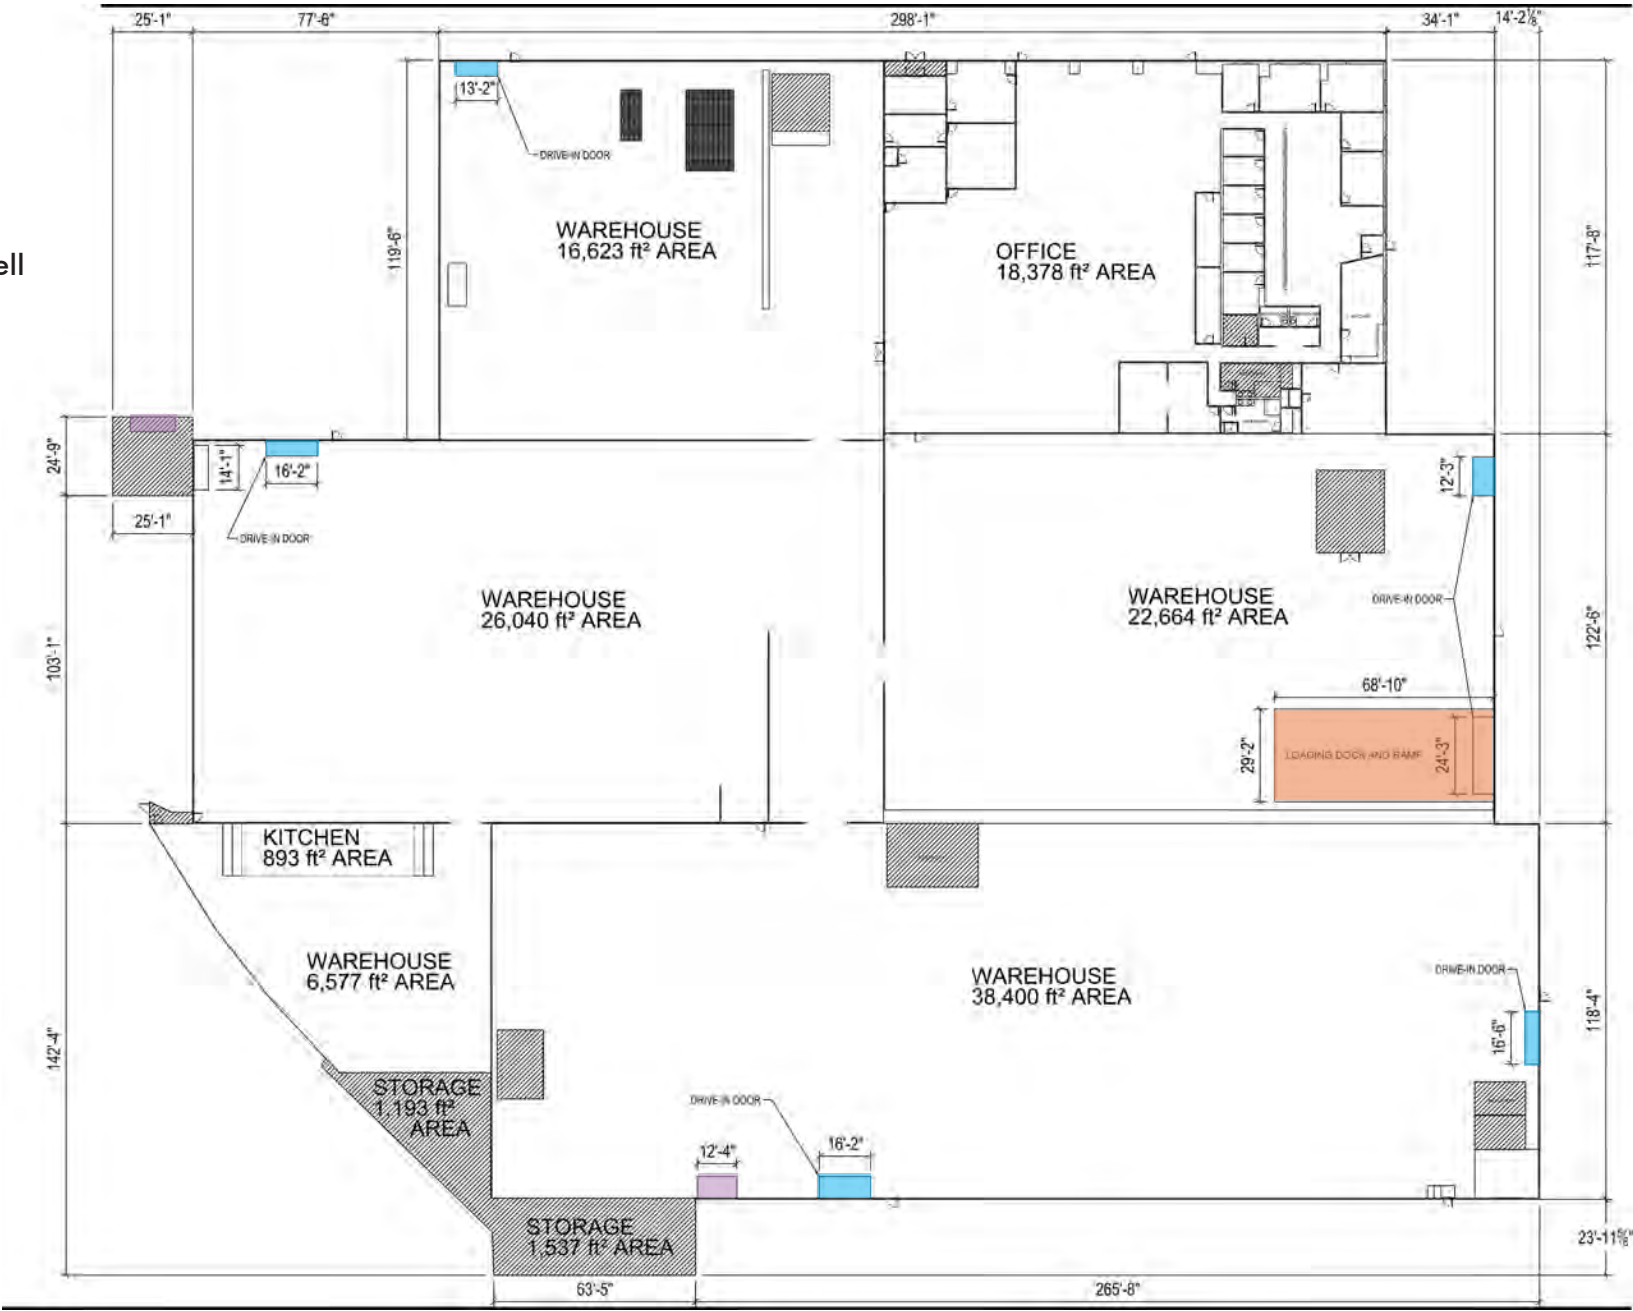 25'-1"
77'-6"
298'-1"
34'-1"
14'-2⅛"
13'-2"
DRIVE-IN DOOR
WAREHOUSE
16,623 ft² AREA
119'-6"
OFFICE
18,378 ft² AREA
117'-8"
ell
24'-9"
14'-1"
16'-2"
25'-1"
DRIVE-IN DOOR
12'-3"
WAREHOUSE
26,040 ft² AREA
WAREHOUSE
22,664 ft² AREA
DRIVE-IN DOOR
122'-6"
103'-1"
68'-10"
29'-2"
LOADING DOCK AND RAMP
24'-3"
KITCHEN
893 ft² AREA
WAREHOUSE
6,577 ft² AREA
WAREHOUSE
38,400 ft² AREA
DRIVE-IN DOOR
16'-6"
118'-4"
142'-4"
STORAGE
1,193 ft²
AREA
DRIVE-IN DOOR
12'-4"
16'-2"
STORAGE
1,537 ft² AREA
23'-11⅝"
63'-5"
265'-8"